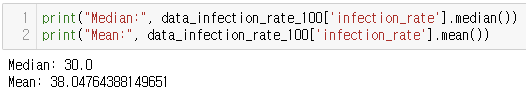 1 print("Median:", data_infection_rate_100['infection_rate'].median())
2 print("Mean:", data_infection_rate_100['infection_rate'].mean())
Median: 30.0
Mean: 38.04764388149651